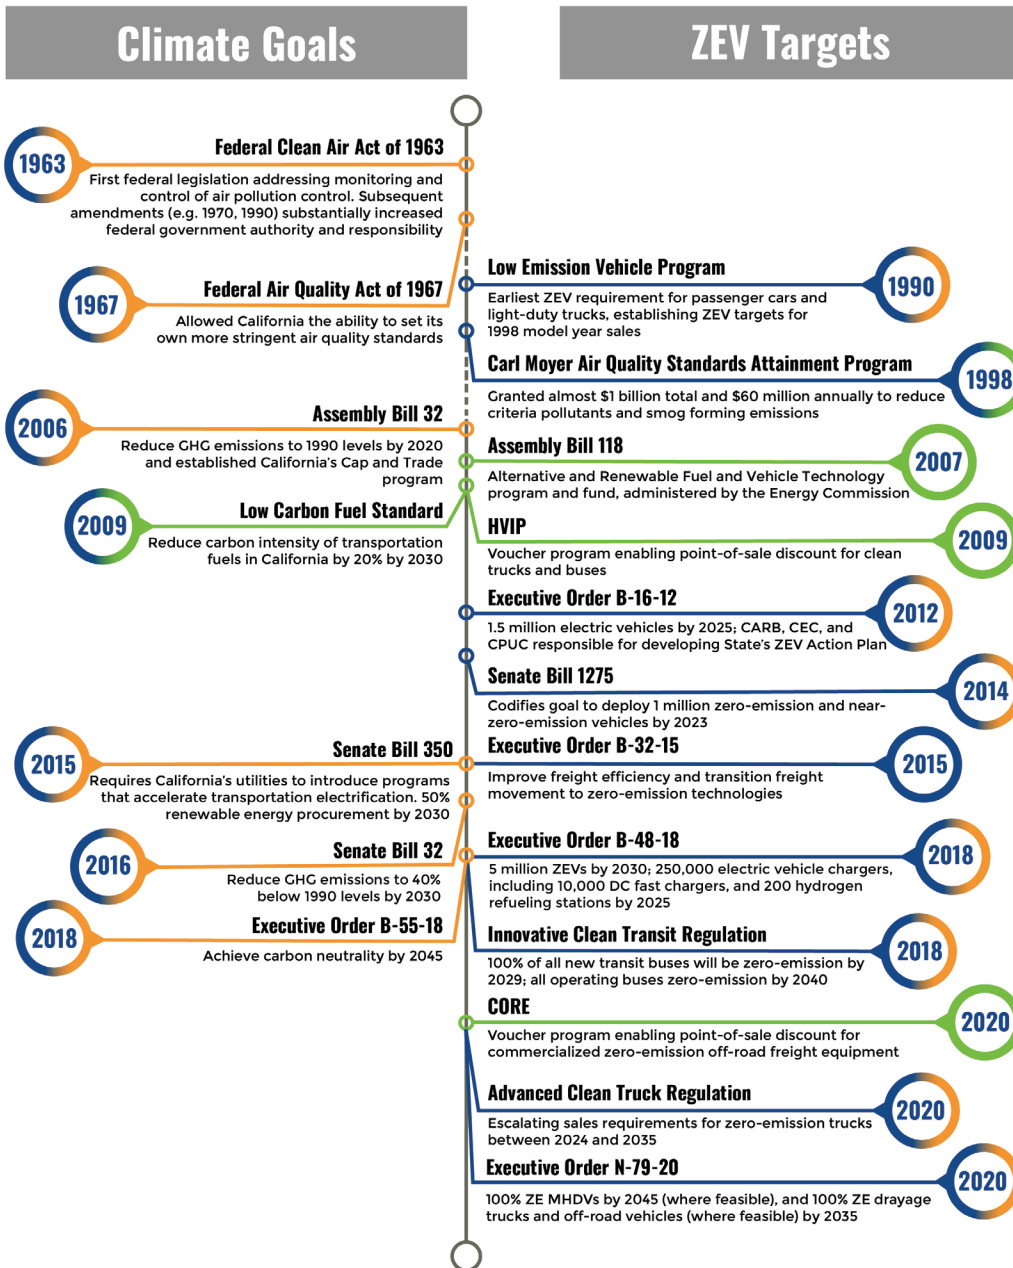 Climate Goals
ZEV Targets
1963
Federal Clean Air Act of 1963
First federal legislation addressing monitoring and
control of air pollution control. Subsequent
amendments (e.g. 1970, 1990) substantially increased
federal government authority and responsibility
1967
Federal Air Quality Act of 1967
Allowed California the ability to set its
own more stringent air quality standards
Low Emission Vehicle Program
1990
Earliest ZEV requirement for passenger cars and
light-duty trucks, establishing ZEV targets for
1998 model year sales
Carl Moyer Air Quality Standards Attainment Program
1998
Granted almost $1 billion total and $60 million annually to reduce
criteria pollutants and smog forming emissions
2006
Assembly Bill 32
Reduce GHG emissions to 1990 levels by 2020
and established California's Cap and Trade
program
Assembly Bill 118
2007
Alternative and Renewable Fuel and Vehicle Technology
program and fund, administered by the Energy Commission
2009
Low Carbon Fuel Standard
Reduce carbon intensity of transportation
fuels in California by 20% by 2030
HVIP
2009
Voucher program enabling point-of-sale discount for clean
trucks and buses
Executive Order B-16-12
2012
1.5 million electric vehicles by 2025; CARB, CEC, and
CPUC responsible for developing State's ZEV Action Plan
Senate Bill 1275
2014
Codifies goal to deploy 1 million zero-emission and near-
zero-emission vehicles by 2023
2015
Senate Bill 350
Requires California's utilities to introduce programs
that accelerate transportation electrification. 50%
renewable energy procurement by 2030
Executive Order B-32-15
2015
Improve freight efficiency and transition freight
movement to zero-emission technologies
2016
Senate Bill 32
Reduce GHG emissions to 40%
below 1990 levels by 2030
Executive Order B-48-18
2018
5 million ZEVs by 2030; 250,000 electric vehicle chargers,
including 10,000 DC fast chargers, and 200 hydrogen
refueling stations by 2025
2018
Executive Order B-55-18
Achieve carbon neutrality by 2045
Innovative Clean Transit Regulation
2018
100% of all new transit buses will be zero-emission by
2029; all operating buses zero-emission by 2040
CORE
2020
Voucher program enabling point-of-sale discount for
commercialized zero-emission off-road freight equipment
Advanced Clean Truck Regulation
2020
Escalating sales requirements for zero-emission trucks
between 2024 and 2035
Executive Order N-79-20
2020
100% ZE MHDVs by 2045 (where feasible), and 100% ZE drayage
trucks and off-road vehicles (where feasible) by 2035